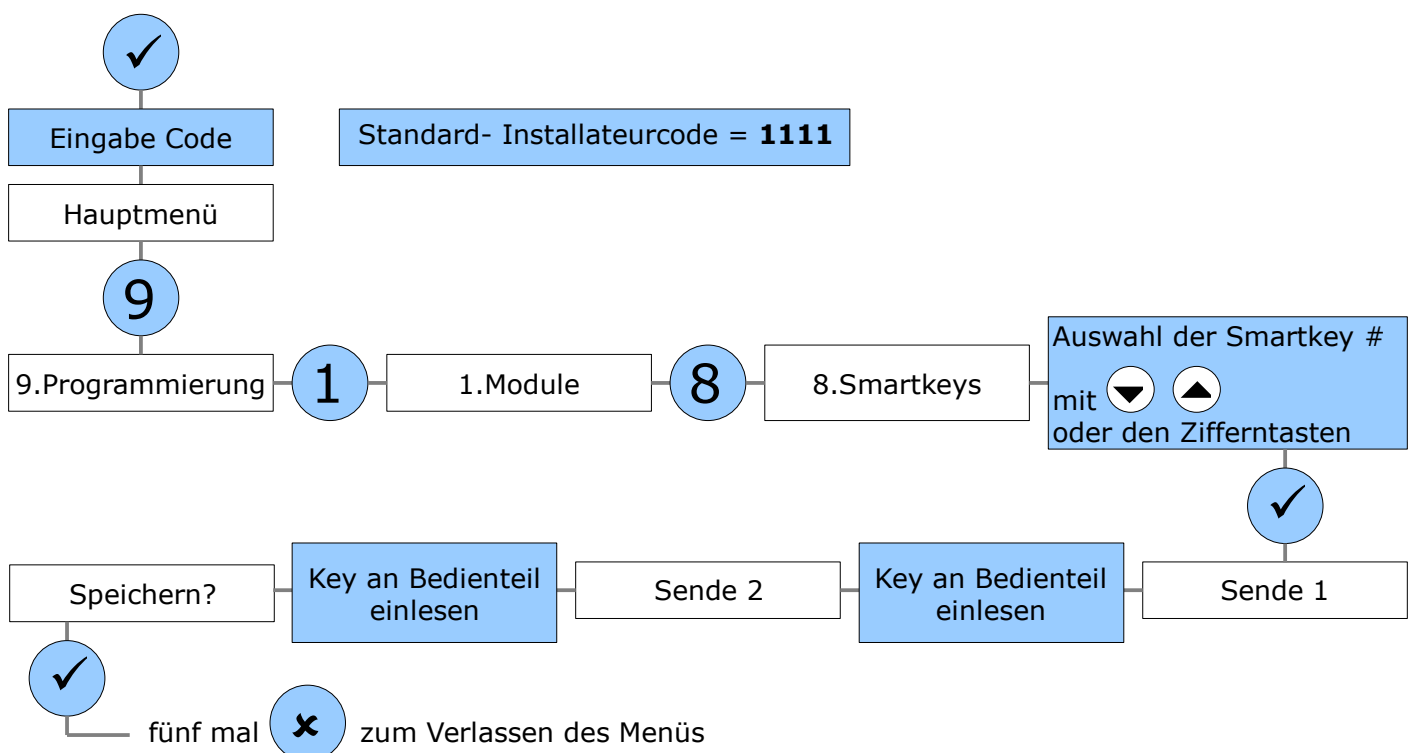 ✓
Eingabe Code
Standard- Installateurcode = 1111
Hauptmenü
9
9.Programmierung
1
1.Module
8
8.Smartkeys
Auswahl der Smartkey #
mit
oder den Zifferntasten
✓
Sende 1
Key an Bedienteil
einlesen
Sende 2
Key an Bedienteil
einlesen
Speichern?
✓
fünf mal ✘ zum Verlassen des Menüs